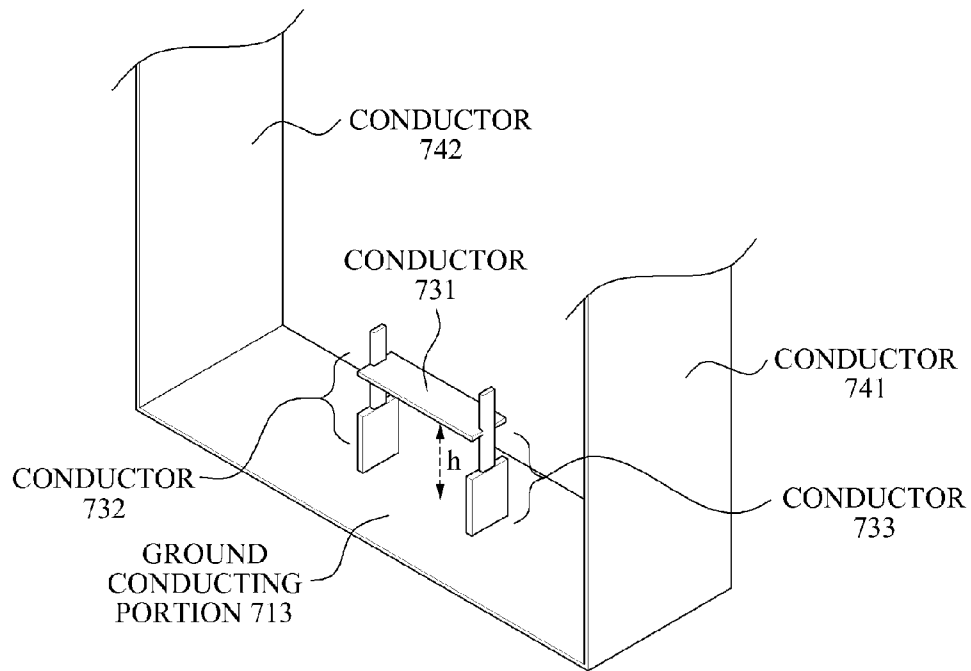 CONDUCTOR
742
CONDUCTOR
731
CONDUCTOR
741
h
CONDUCTOR
732
CONDUCTOR
733
GROUND
CONDUCTING
PORTION 713